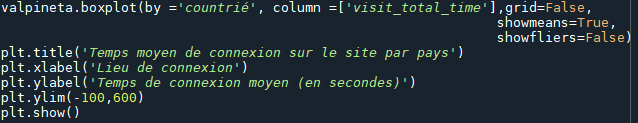 valpineta.boxplot(by ='countrié', column =['visit_total_time'],grid=False,
showmeans=True,
showfliers=False)
plt.title('Temps moyen de connexion sur le site par pays')
plt.xlabel('Lieu de connexion')
plt.ylabel('Temps de connexion moyen (en secondes)')
plt.ylim(-100,600)
plt.show()